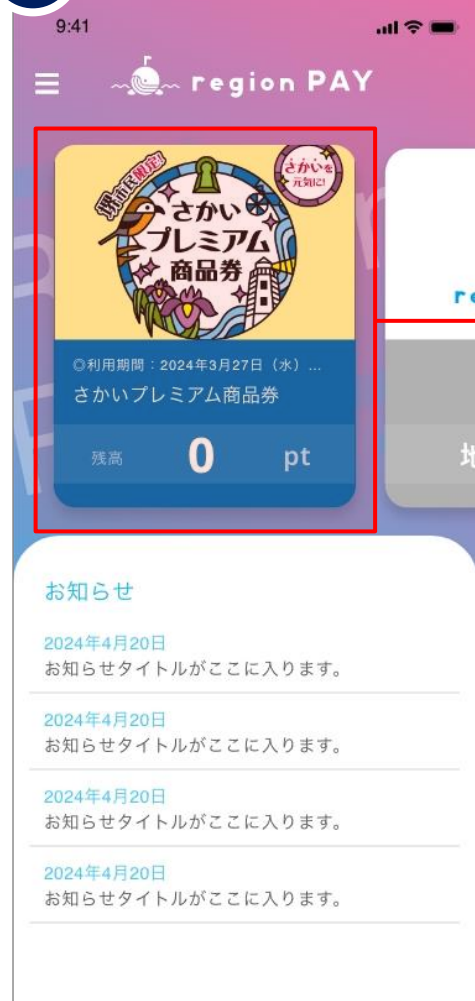 9:41
region PAY
堺市民限定!
さかいを
元気に!
さかい
プレミアム
商品券
◎利用期間:2024年3月27日(水)...
さかいプレミアム商品券
残高 0 pt
re
地
お知らせ
2024年4月20日
お知らせタイトルがここに入ります。
2024年4月20日
お知らせタイトルがここに入ります。
2024年4月20日
お知らせタイトルがここに入ります。
2024年4月20日
お知らせタイトルがここに入ります。